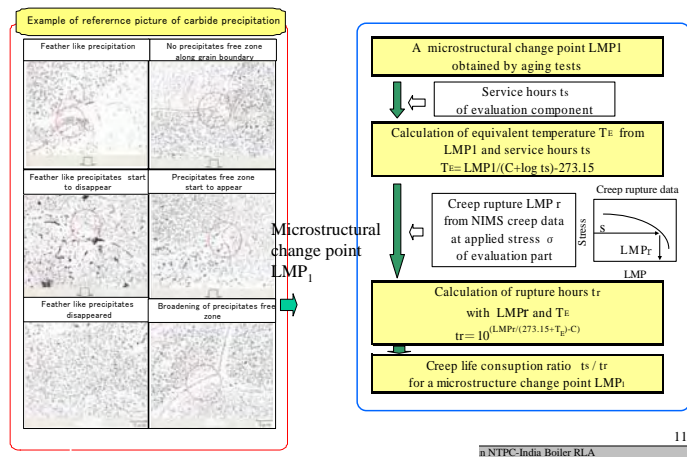 Example of referernce picture of carbide precipitation
Feather like precipitation
No precipitates free zone
along grain boundary
Feather like precipitates start
to disappear
Precipitates free zone
start to appear
Feather like precipitates
disappeared
Broadening of precipitates free
zone
Microstructural
change point
LMP1
A microstructural change point LMP1
obtained by aging tests
Service hours ts
of evaluation component
Calculation of equivalent temperature TE from
LMP1 and service hours ts
TE=LMP1/(C+log ts)-273.15
Creep rupture LMP r
from NIMS creep data
at applied stress σ
of evaluation part
Creep rupture data
Stress
s
LMPr
LMP
Calculation of rupture hours tr
with LMPr and TE
tr=10(LMPr/(273.15+TE)-C)
Creep life consuption ratio ts / tr
for a microstructure change point LMP1
11
n NTPC-India Boiler RLA